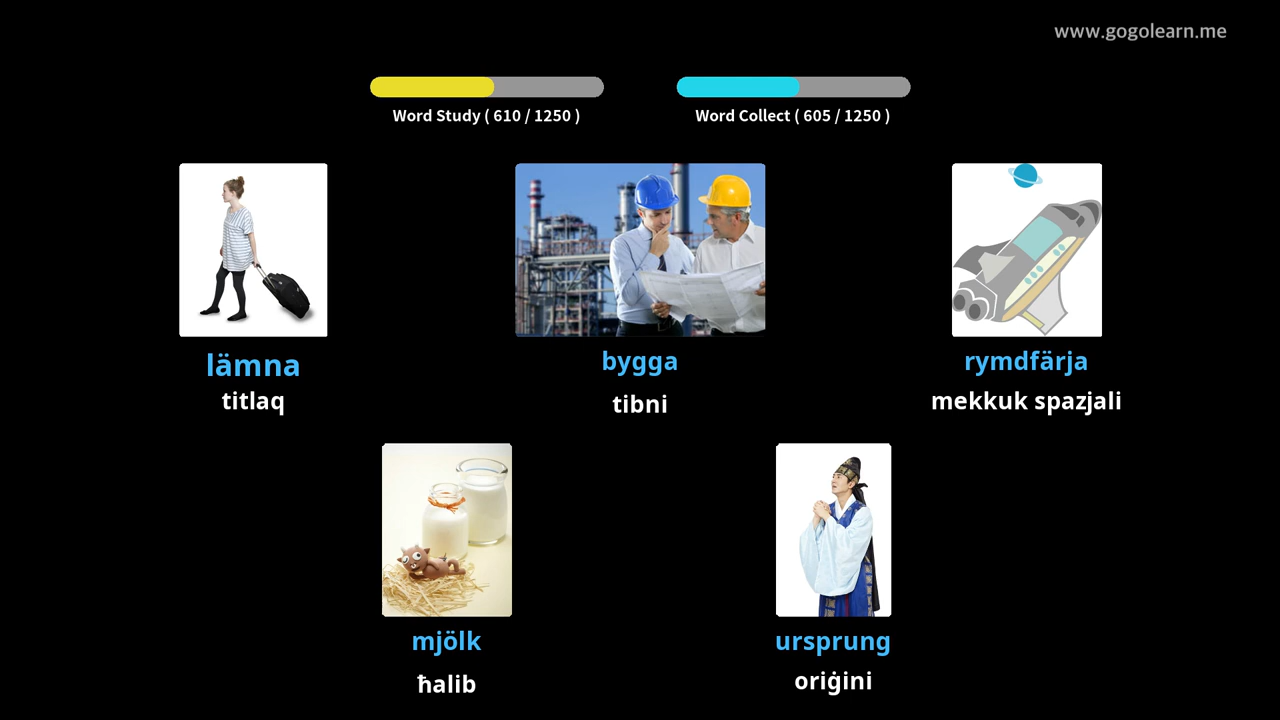 www.gogolearn.me
Word Study ( 610 / 1250 )
Word Collect ( 605 / 1250 )
lämna
titlaq
bygga
tibni
rymdfärja
mekkuk spazjali
mjölk
ħalib
ursprung
oriġini